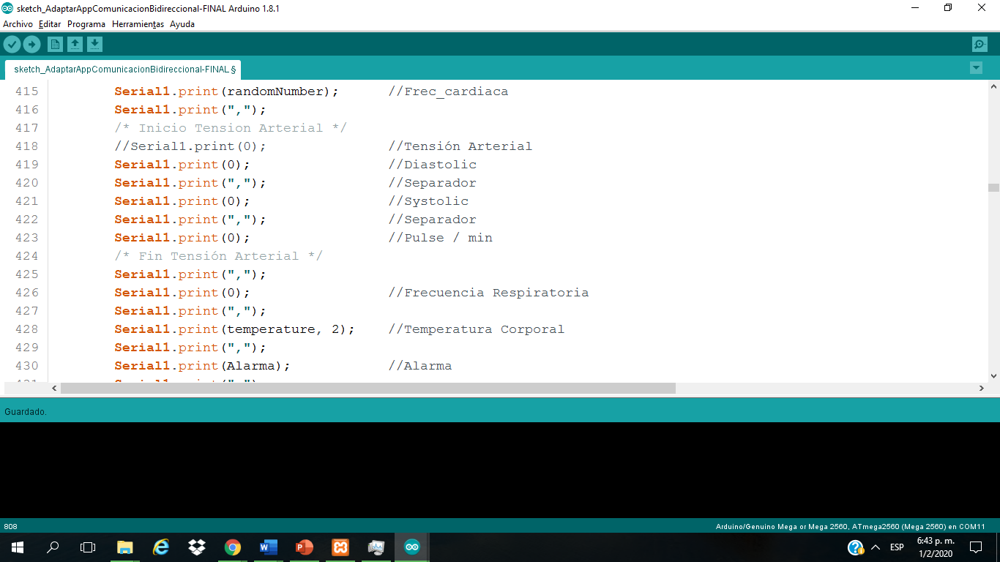 sketch_AdaptarAppComunicacionBidireccional-FINAL Arduino 1.8.1
Archivo Editar Programa Herramientas Ayuda
sketch_AdaptarAppComunicacionBidireccional-FINAL §
415 Serial1.print(randomNumber); //Frec_cardiaca
416 Serial1.print(",");
417 /* Inicio Tension Arterial */
418 //Serial1.print(0); //Tensión Arterial
419 Serial1.print(0); //Diastolic
420 Serial1.print(","); //Separador
421 Serial1.print(0); //Systolic
422 Serial1.print(","); //Separador
423 Serial1.print(0); //Pulse / min
424 /* Fin Tensión Arterial */
425 Serial1.print(",");
426 Serial1.print(0); //Frecuencia Respiratoria
427 Serial1.print(",");
428 Serial1.print(temperature, 2); //Temperatura Corporal
429 Serial1.print(",");
430 Serial1.print(Alarma); //Alarma
Guardado.
808 Arduino/Genuino Mega or Mega 2560, ATmega2560 (Mega 2560) en COM11
ESP
6:43 p. m.
1/2/2020